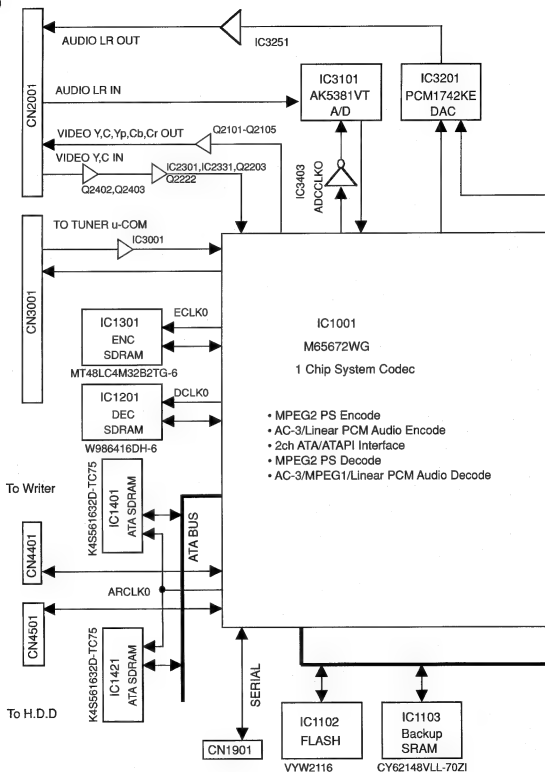 AUDIO LR OUT
IC3251
CN2001
AUDIO LR IN
IC3101
AK5381VT
A/D
IC3201
PCM1742KE
DAC
VIDEO Y,C,Yp,Cb,Cr OUT
Q2101-Q2105
VIDEO Y,C IN
IC2301,IC2331,Q2203
Q2222
Q2402,Q2403
IC3403
ADCCLKO
TO TUNER u-COM
IC3001
CN3001
IC1001
M65672WG
1 Chip System Codec
• MPEG2 PS Encode
• AC-3/Linear PCM Audio Encode
• 2ch ATA/ATAPI Interface
• MPEG2 PS Decode
• AC-3/MPEG1/Linear PCM Audio Decode
IC1301
ENC
SDRAM
ECLK0
MT48LC4M32B2TG-6
IC1201
DEC
SDRAM
DCLK0
W986416DH-6
To Writer
K4S561632D-TC75
IC1401
ATA SDRAM
ATA BUS
CN4401
ARCLK0
CN4501
K4S561632D-TC75
IC1421
ATA SDRAM
To H.D.D
SERIAL
CN1901
IC1102
FLASH
VYW2116
IC1103
Backup
SRAM
CY62148VLL-70ZI